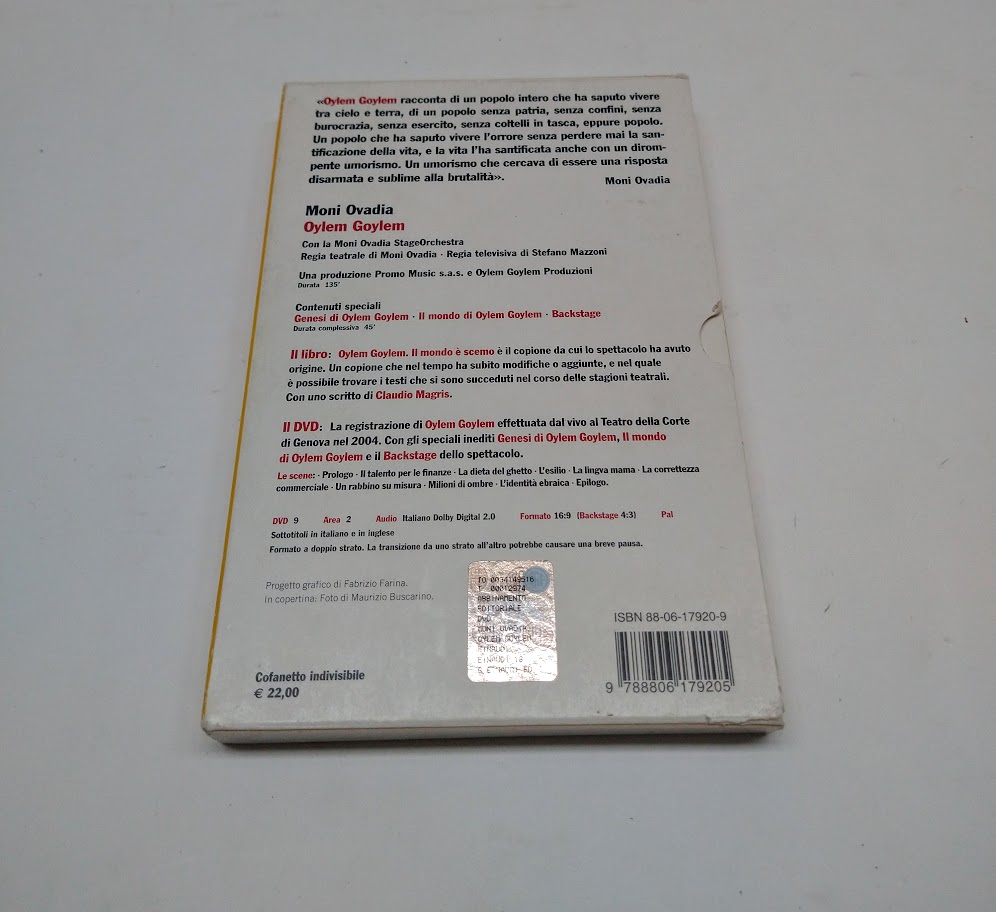 «Oylem Goylem racconta di un popolo intero che ha saputo vivere
tra cielo e terra, di un popolo senza patria, senza confini, senza
burocrazia, senza esercito, senza coltelli in tasca, eppure popolo.
Un popolo che ha saputo vivere l'orrore senza perdere mai la san-
tificazione della vita, e la vita l'ha santificata anche con un dirom-
pente umorismo. Un umorismo che cercava di essere una risposta
disarmata e sublime alla brutalità».
Moni Ovadia
Moni Ovadia
Oylem Goylem
Con la Moni Ovadia StageOrchestra
Regia teatrale di Moni Ovadia · Regia televisiva di Stefano Mazzoni
Una produzione Promo Music s.a.s. e Oylem Goylem Produzioni
Durata 135'
Contenuti speciali
Genesi di Oylem Goylem · Il mondo di Oylem Goylem · Backstage
Durata complessiva 45'
Il libro: Oylem Goylem. Il mondo è scemo è il copione da cui lo spettacolo ha avuto
origine. Un copione che nel tempo ha subito modifiche o aggiunte, e nel quale
è possibile trovare i testi che si sono succeduti nel corso delle stagioni teatrali.
Con uno scritto di Claudio Magris.
Il DVD: La registrazione di Oylem Goylem effettuata dal vivo al Teatro della Corte
di Genova nel 2004. Con gli speciali inediti Genesi di Oylem Goylem, Il mondo
di Oylem Goylem e il Backstage dello spettacolo.
Le scene: · Prologo · Il talento per le finanze · La dieta del ghetto · L'esilio · La lingva mama · La correttezza
commerciale · Un rabbino su misura · Milioni di ombre · L'identità ebraica · Epilogo.
DVD 9 Area 2 Audio Italiano Dolby Digital 2.0 Formato 16:9 (Backstage 4:3) Pal
Sottotitoli in italiano e in inglese
Formato a doppio strato. La transizione da uno strato all'altro potrebbe causare una breve pausa.
TO 0034149516
T 00012974
ABBINAMENTO
EDITORIALE
DVD
MONI OVADIA
OYLEM GOYLEM
EINAUDI
Progetto grafico di Fabrizio Farina.
In copertina: Foto di Maurizio Buscarino.
ISBN 88-06-17920-9
9 788806 179205
Cofanetto indivisibile
€ 22,00